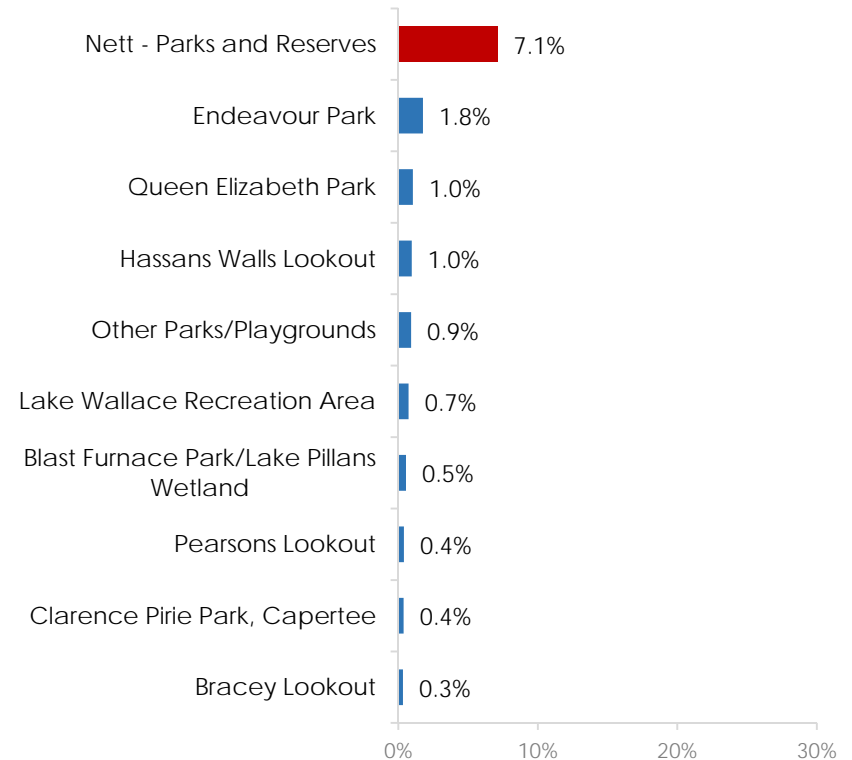 Nett - Parks and Reserves 7.1%
Endeavour Park 1.8%
Queen Elizabeth Park 1.0%
Hassans Walls Lookout 1.0%
Other Parks/Playgrounds 0.9%
Lake Wallace Recreation Area 0.7%
Blast Furnace Park/Lake Pillans
Wetland 0.5%
Pearsons Lookout 0.4%
Clarence Pirie Park, Capertee 0.4%
Bracey Lookout 0.3%
0% 10% 20% 30%